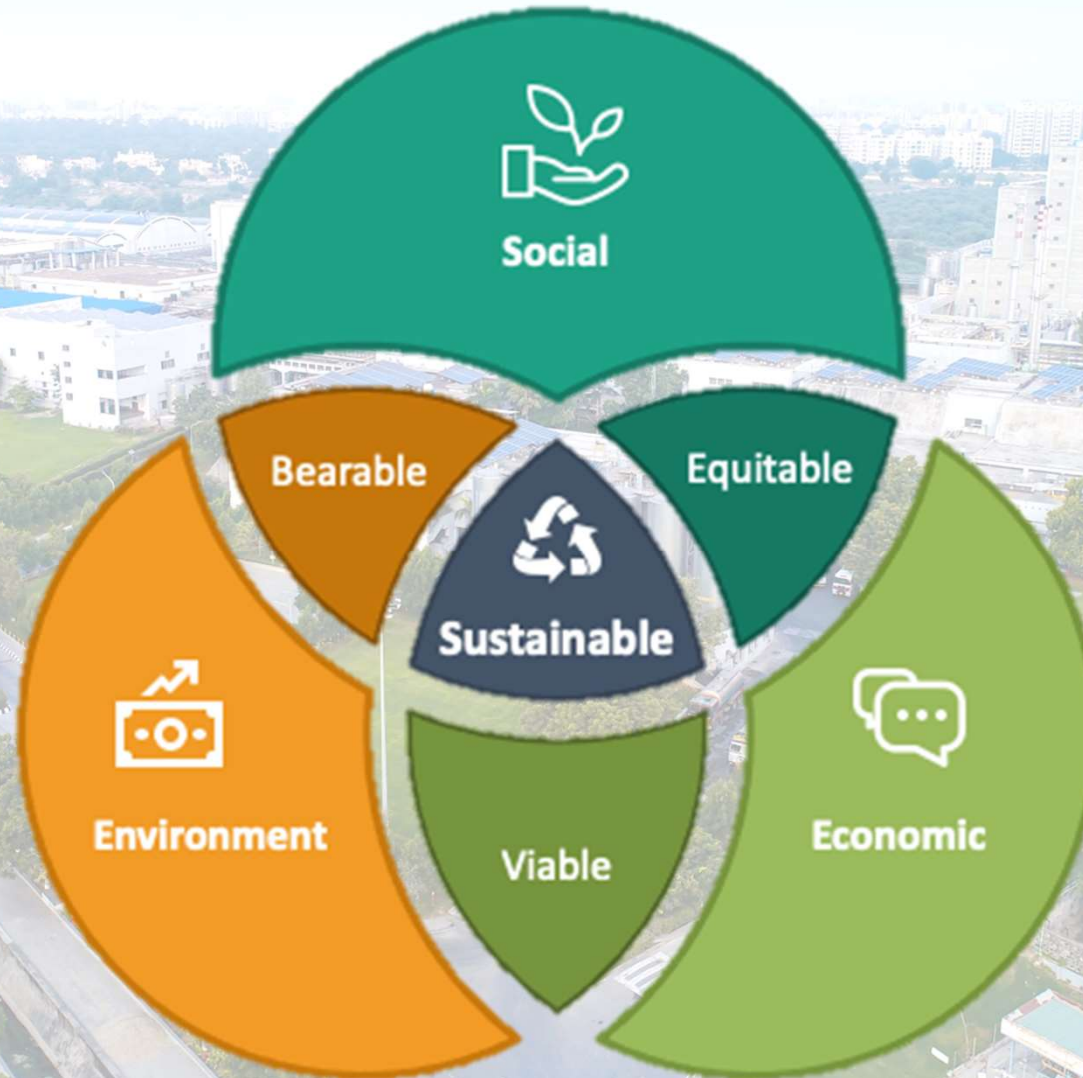 Social
Bearable
Equitable
Sustainable
Environment
Economic
Viable